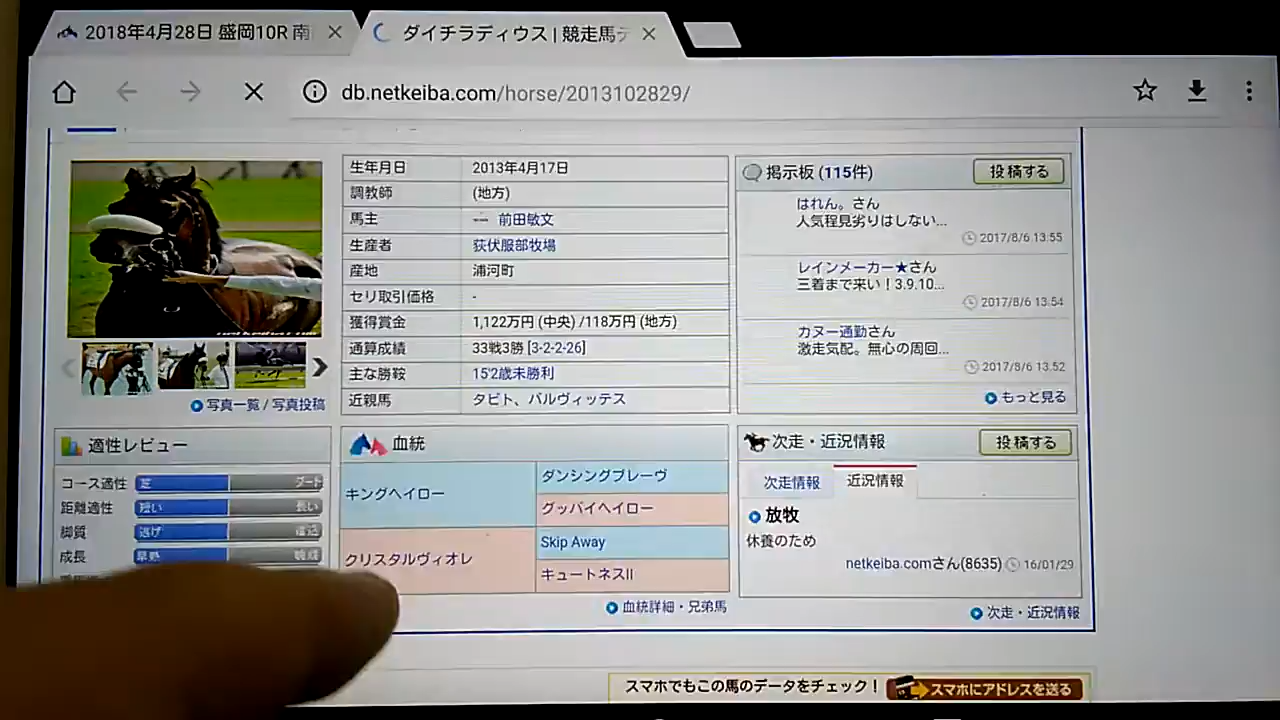 2018年4月28日 盛岡10R 南
ダイチラディウス | 競走馬デ
db.netkeiba.com/horse/2013102829/
生年月日 2013年4月17日
調教師 (地方)
馬主 前田敏文
生産者 荻伏服部牧場
産地 浦河町
セリ取引価格 -
獲得賞金 1,122万円 (中央) /118万円 (地方)
通算成績 33戦3勝 [3-2-2-26]
主な勝鞍 15'2歳未勝利
近親馬 タビト、バルヴィッテス
写真一覧 / 写真投稿
掲示板 (115件) 投稿する
はれん。さん
人気程見劣りはしない...
2017/8/6 13:55
レインメーカー★さん
三着まで来い！3.9.10...
2017/8/6 13:54
カヌー通勤さん
激走気配。無心の周回...
2017/8/6 13:52
もっと見る
適性レビュー
コース適性 芝 ダート
距離適性 短い 長い
脚質 逃げ 追込
成長 早熟 晩成
血統
キングヘイロー
ダンシングブレーヴ
グッバイヘイロー
クリスタルヴィオレ
Skip Away
キュートネスII
血統詳細・兄弟馬
次走・近況情報 投稿する
次走情報 近況情報
放牧
休養のため
netkeiba.comさん(8635) 16/01/29
次走・近況情報
スマホでもこの馬のデータをチェック！ スマホにアドレスを送る